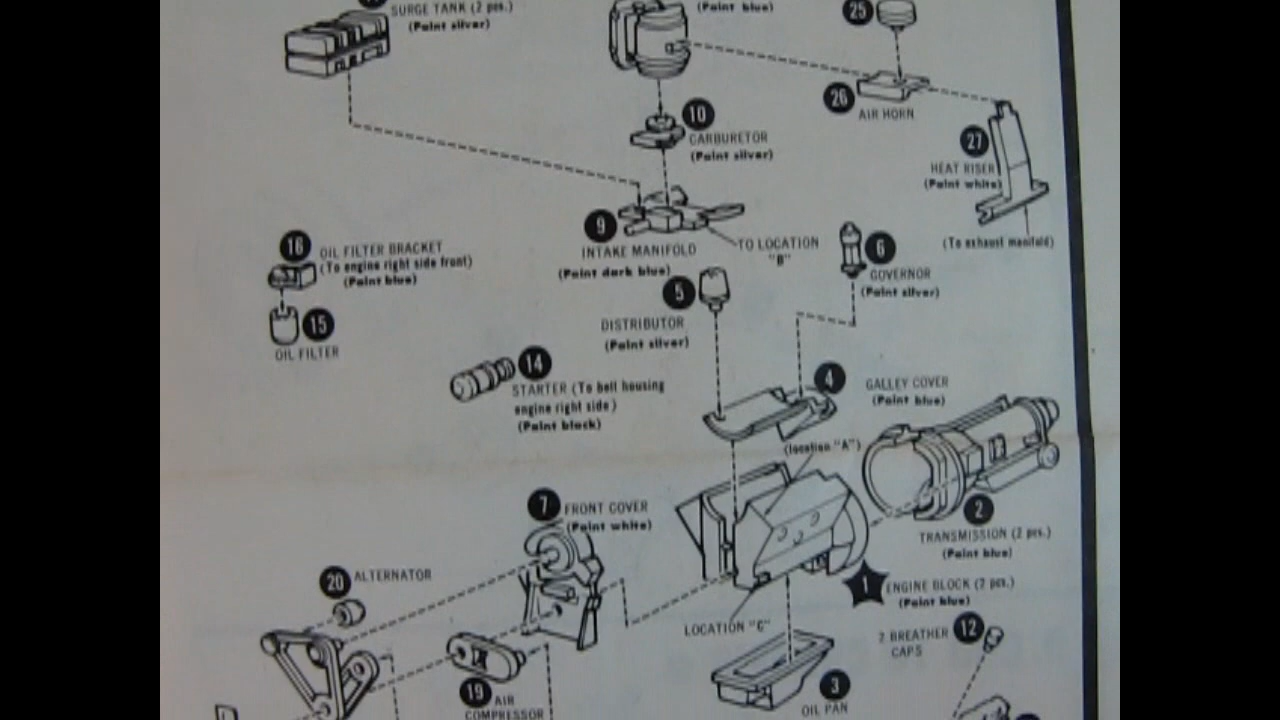 SURGE TANK (2 pcs.)
(Paint silver)
(Paint blue)
25
26
AIR HORN
10
CARBURETOR
(Paint silver)
27
HEAT RISER
(Paint white)
(To exhaust manifold)
9
INTAKE MANIFOLD
(Paint dark blue)
TO LOCATION
"B"
6
GOVERNOR
(Paint silver)
16
OIL FILTER BRACKET
(To engine right side front)
(Paint blue)
15
OIL FILTER
5
DISTRIBUTOR
(Paint silver)
14
STARTER (To bell housing
engine right side)
(Paint black)
4
GALLEY COVER
(Paint blue)
(location "A")
2
TRANSMISSION (2 pcs.)
(Paint blue)
7
FRONT COVER
(Paint white)
1
ENGINE BLOCK (2 pcs.)
(Paint blue)
20
ALTERNATOR
LOCATION "C"
12
2 BREATHER
CAPS
3
OIL PAN
19
AIR
COMPRESSOR